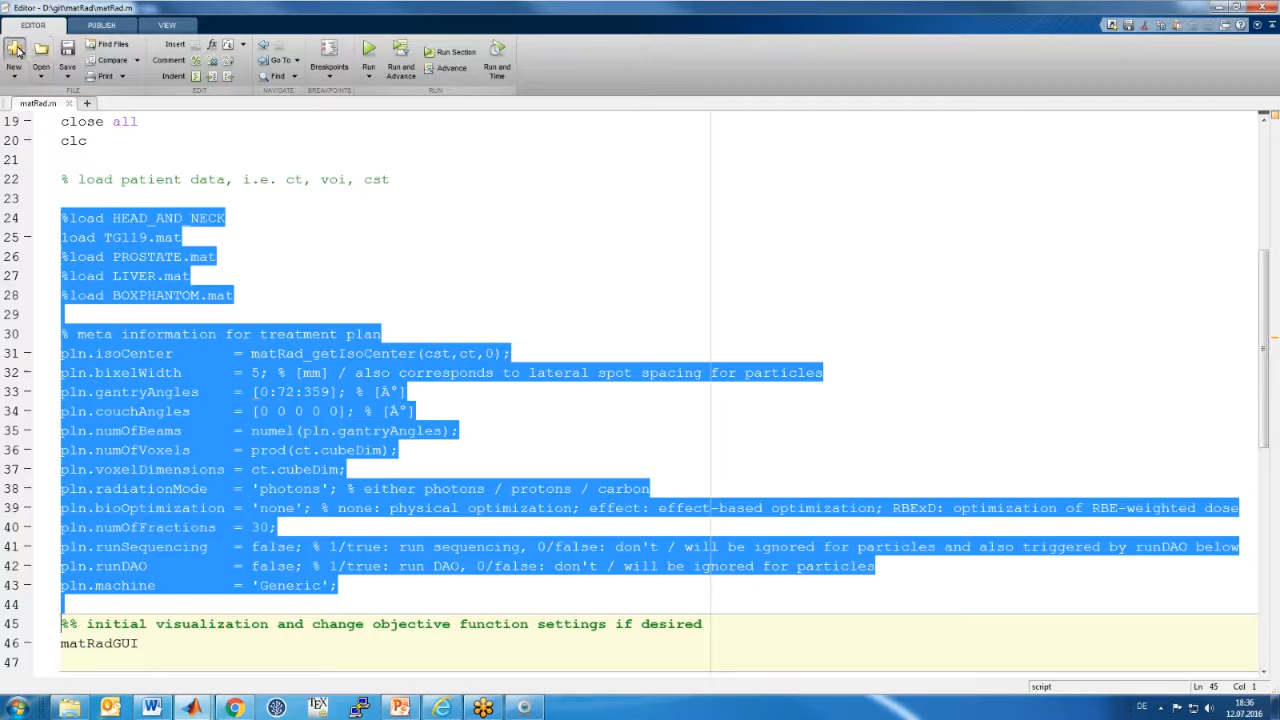 Editor - D:\git\matRad\matRad.m
EDITOR PUBLISH VIEW
New Open Save Find Files Compare Print Insert Comment Indent Go To Find Breakpoints Run Run and Advance Run Section Advance Run and Time
FILE EDIT NAVIGATE BREAKPOINTS RUN
matRad.m
19 close all
20 clc
21
22 % load patient data, i.e. ct, voi, cst
23
24 %load HEAD_AND_NECK
25 load TG119.mat
26 %load PROSTATE.mat
27 %load LIVER.mat
28 %load BOXPHANTOM.mat
29
30 % meta information for treatment plan
31 pln.isoCenter = matRad_getIsoCenter(cst,ct,0);
32 pln.bixelWidth = 5; % [mm] / also corresponds to lateral spot spacing for particles
33 pln.gantryAngles = [0:72:359]; % [Â°]
34 pln.couchAngles = [0 0 0 0 0]; % [Â°]
35 pln.numOfBeams = numel(pln.gantryAngles);
36 pln.numOfVoxels = prod(ct.cubeDim);
37 pln.voxelDimensions = ct.cubeDim;
38 pln.radiationMode = 'photons'; % either photons / protons / carbon
39 pln.bioOptimization = 'none'; % none: physical optimization; effect: effect-based optimization; RBExD: optimization of RBE-weighted dose
40 pln.numOfFractions = 30;
41 pln.runSequencing = false; % 1/true: run sequencing, 0/false: don't / will be ignored for particles and also triggered by runDAO below
42 pln.runDAO = false; % 1/true: run DAO, 0/false: don't / will be ignored for particles
43 pln.machine = 'Generic';
44
45 %% initial visualization and change objective function settings if desired
46 matRadGUI
47
script Ln 45 Col 1
DE 18:36
12.07.2016